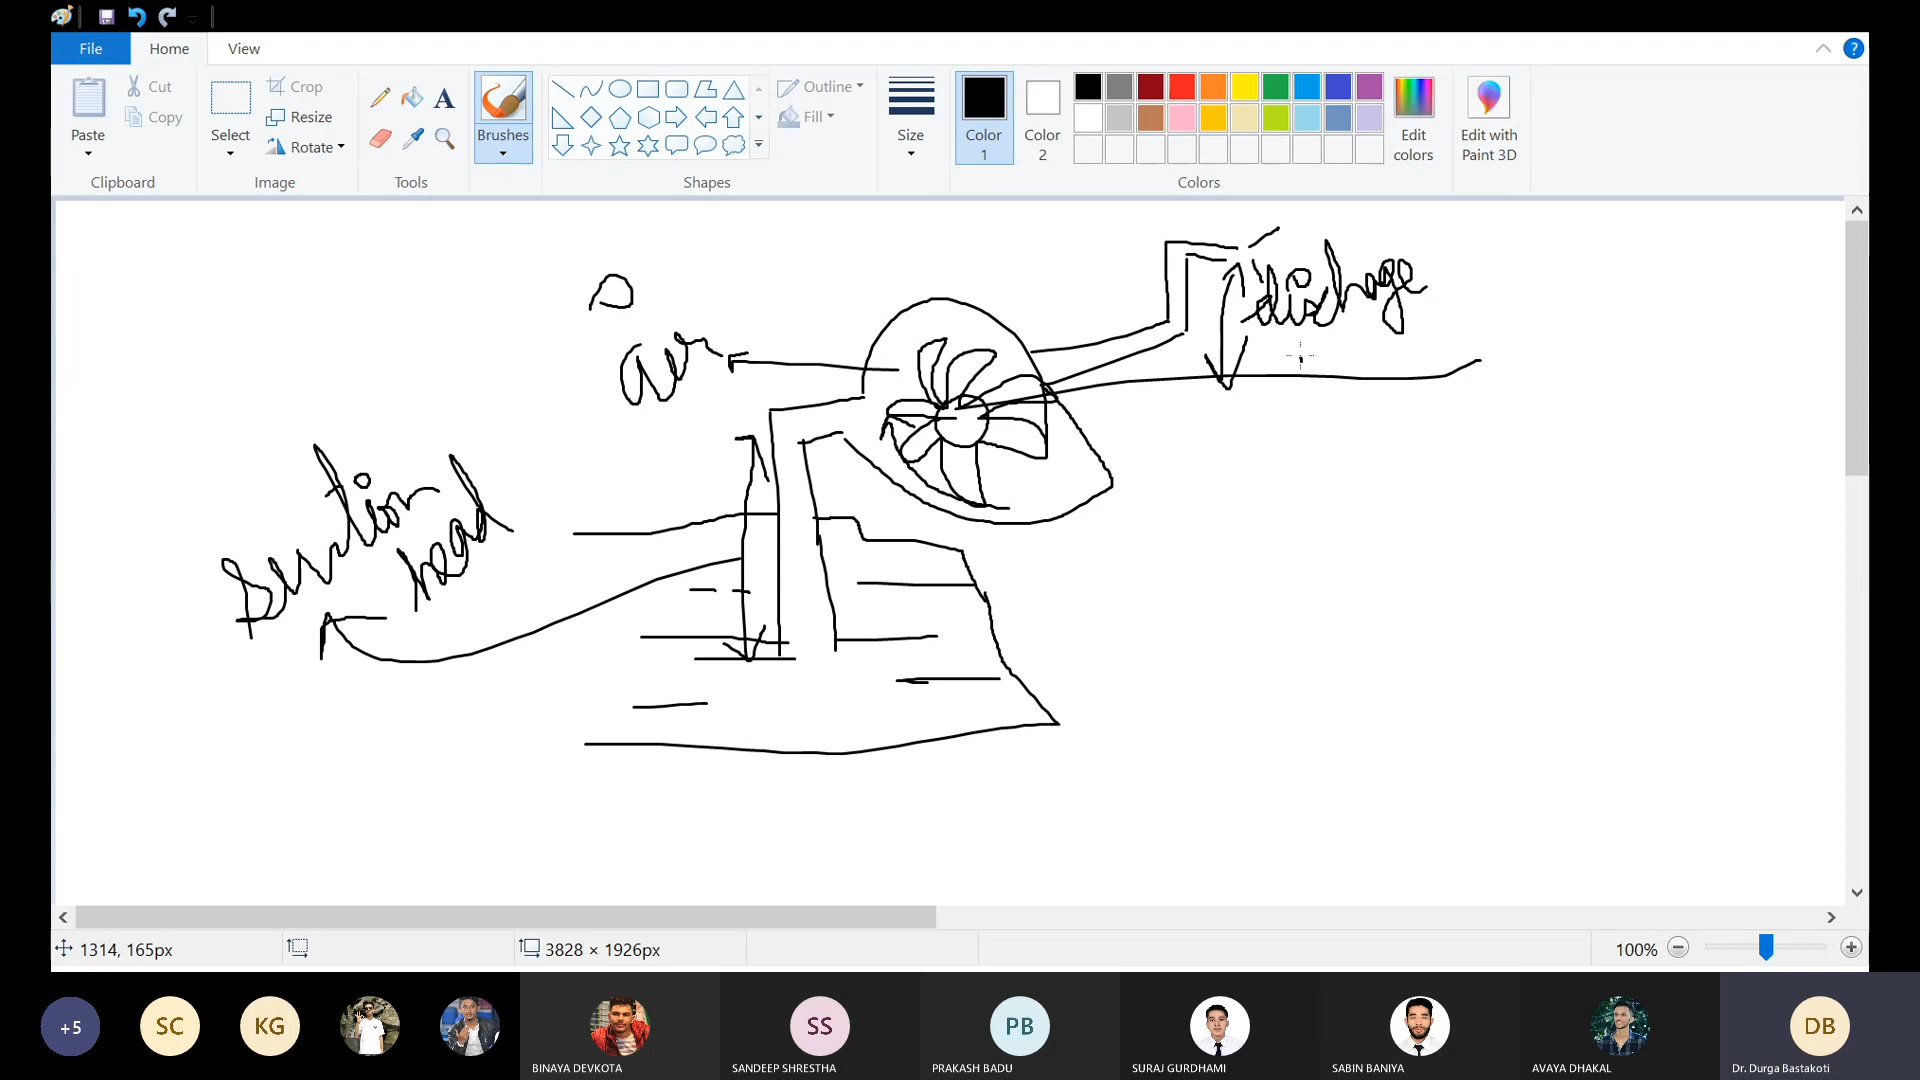 File Home View ?
Paste Cut Copy Clipboard
Select Crop Resize Rotate Image
A Tools
Brushes
Outline Fill Shapes
Size
Color 1 Color 2 Edit colors Colors
Edit with Paint 3D
discharge
air
suction
head
1314, 165px 3828 × 1926px 100%
+5 SC KG SS PB DB
BINAYA DEVKOTA SANDEEP SHRESTHA PRAKASH BADU SURAJ GURDHAMI SABIN BANIYA AVAYA DHAKAL Dr. Durga Bastakoti